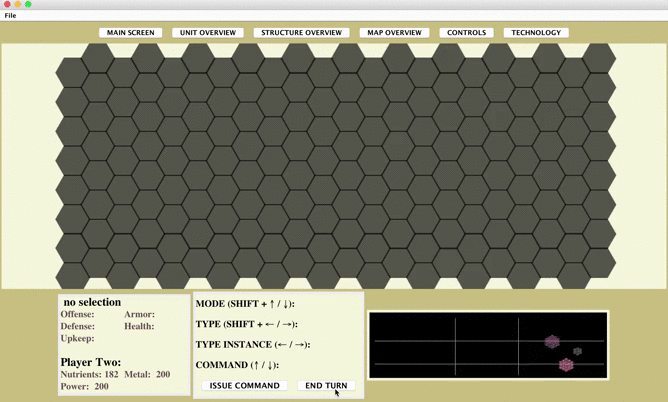 File
MAIN SCREEN UNIT OVERVIEW STRUCTURE OVERVIEW MAP OVERVIEW CONTROLS TECHNOLOGY
no selection
Offense: Armor:
Defense: Health:
Upkeep:
Player Two:
Nutrients: 182 Metal: 200
Power: 200
MODE (SHIFT + ↑ / ↓):
TYPE (SHIFT + ← / →):
TYPE INSTANCE (← / →):
COMMAND (↑ / ↓):
ISSUE COMMAND END TURN